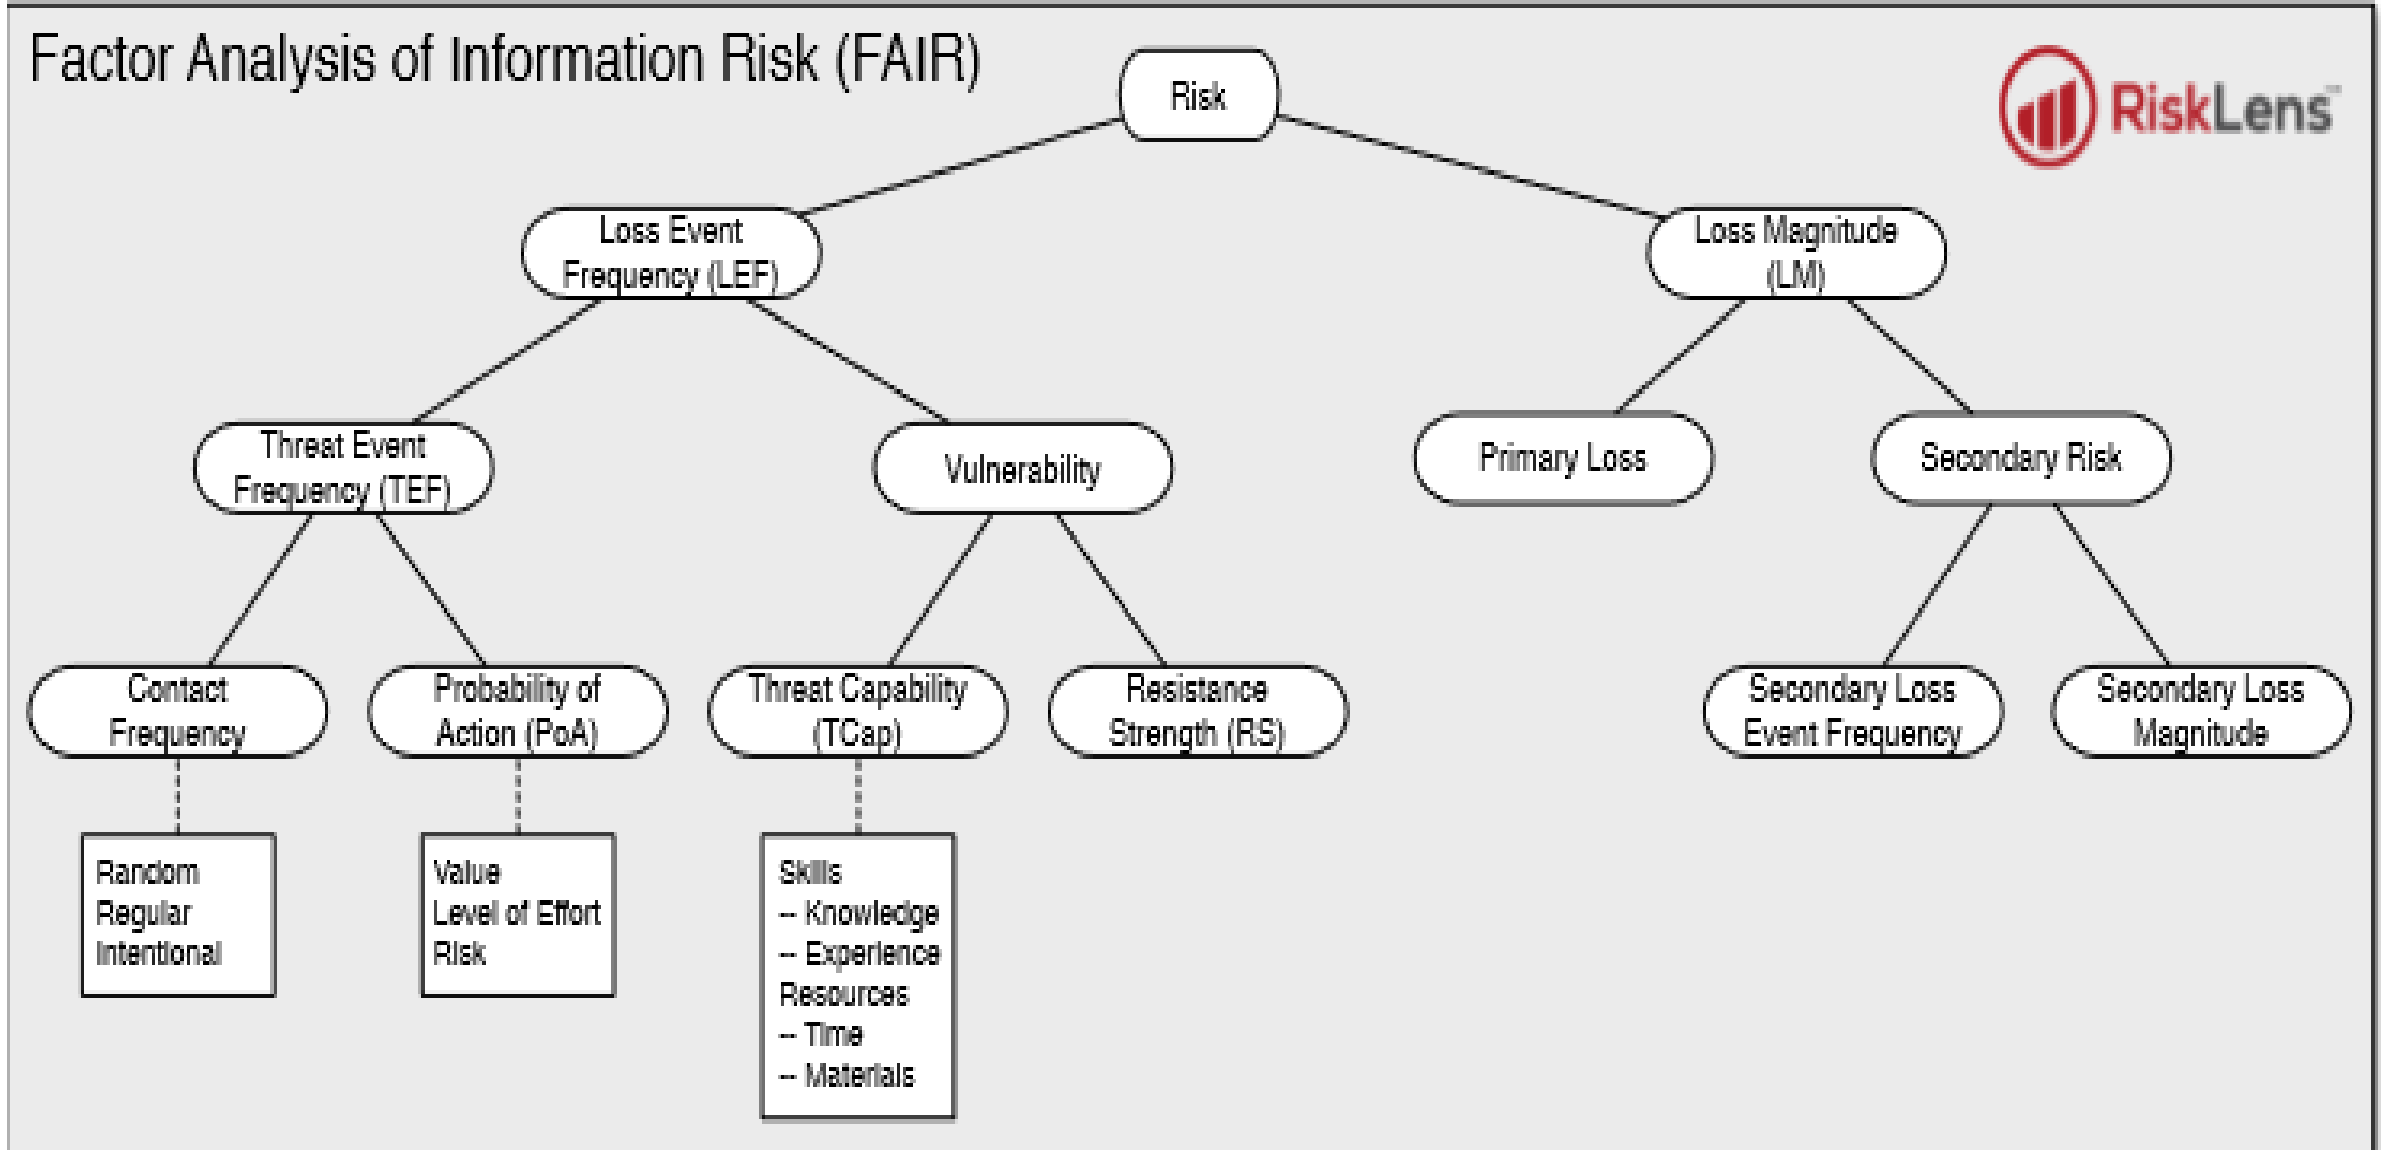 Factor Analysis of Information Risk (FAIR)
RiskLens™
Risk
Loss Event
Frequency (LEF)
Loss Magnitude
(LM)
Threat Event
Frequency (TEF)
Vulnerability
Primary Loss
Secondary Risk
Contact
Frequency
Probability of
Action (PoA)
Threat Capability
(TCap)
Resistance
Strength (RS)
Secondary Loss
Event Frequency
Secondary Loss
Magnitude
Random
Regular
Intentional
Value
Level of Effort
Risk
Skills
-- Knowledge
-- Experience
Resources
-- Time
-- Materials